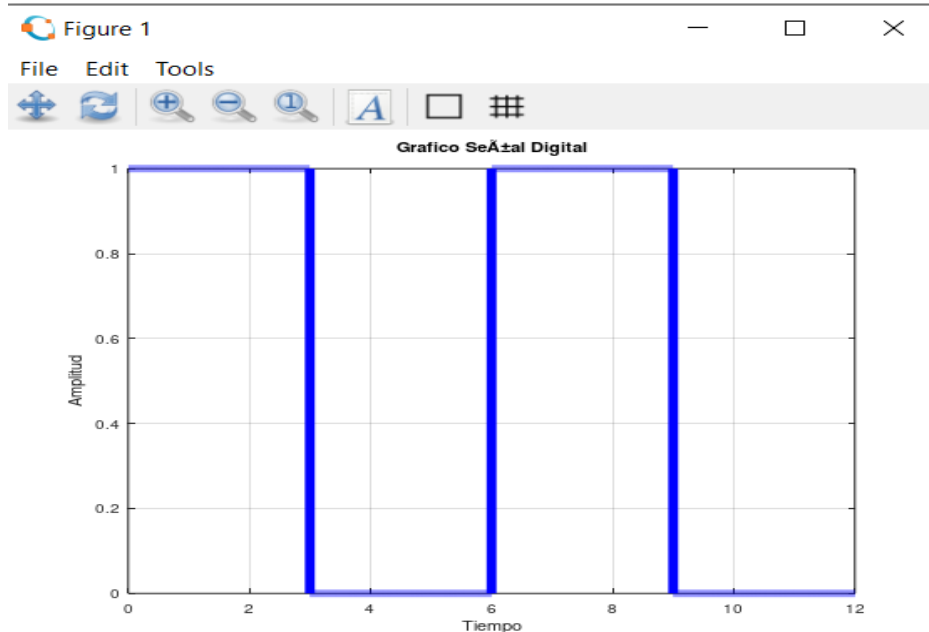 Figure 1
File Edit Tools
Grafico SeÃ±al Digital
1
0.8
0.6
0.4
0.2
0
Amplitud
0 2 4 6 8 10 12
Tiempo